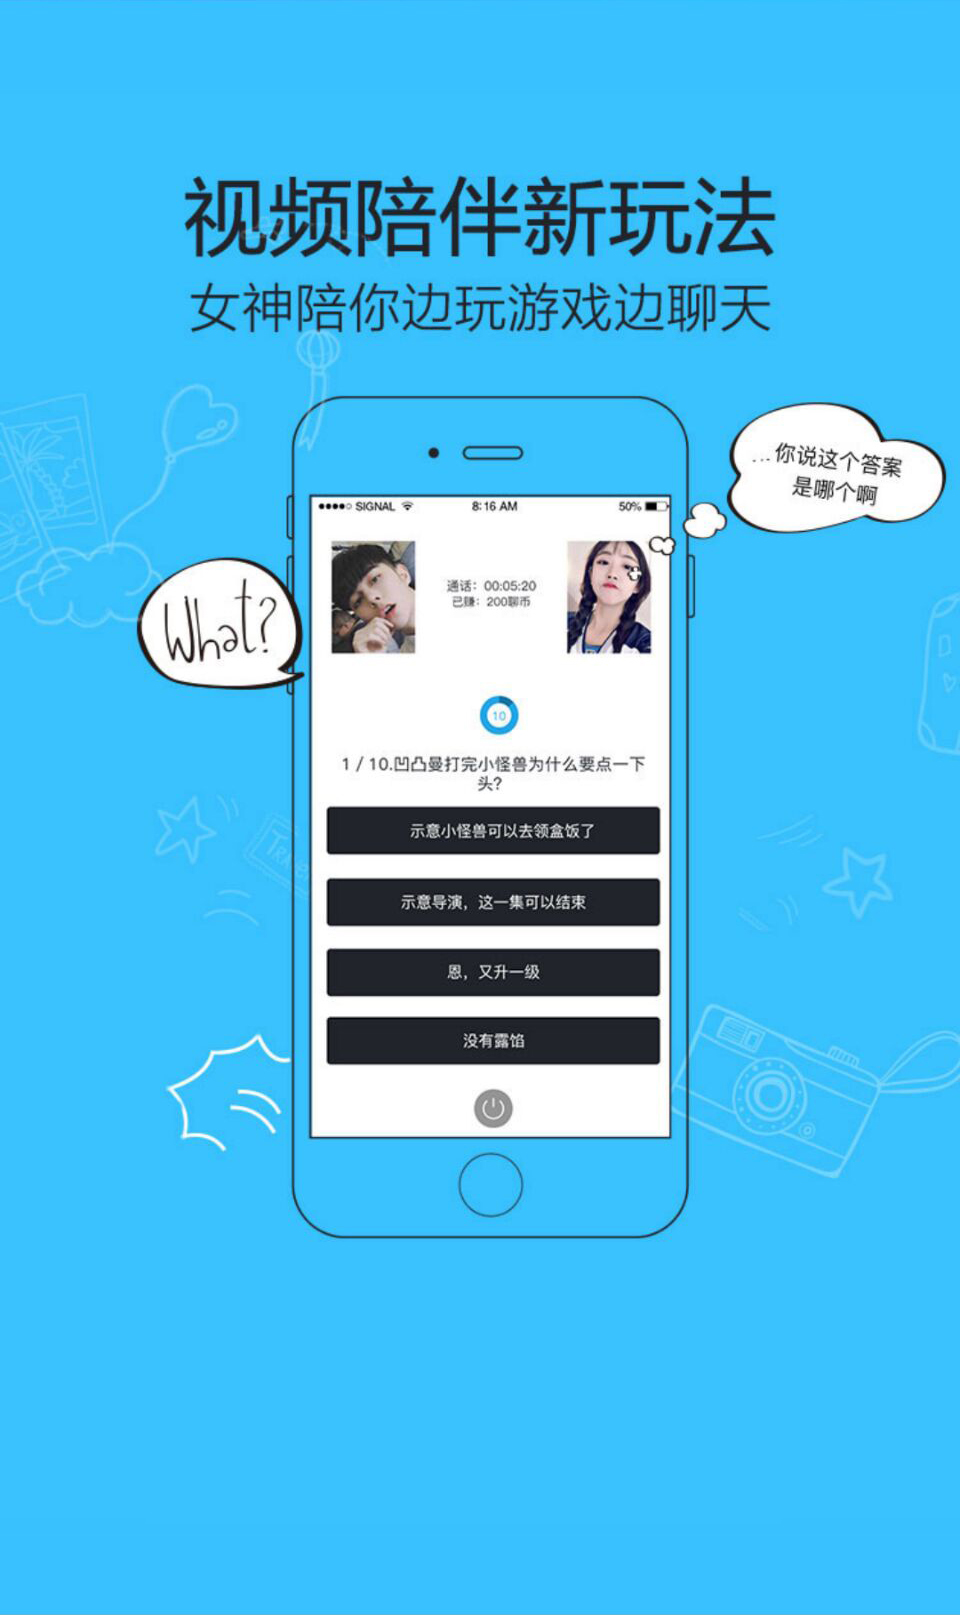 视频陪伴新玩法
女神陪你边玩游戏边聊天
...你说这个答案
是哪个啊
SIGNAL
8:16 AM
50%
通话：00:05:20
已赚：200聊币
What?
10
1 / 10.凹凸曼打完小怪兽为什么要点一下
头？
示意小怪兽可以去领盒饭了
示意导演，这一集可以结束
恩，又升一级
没有露馅